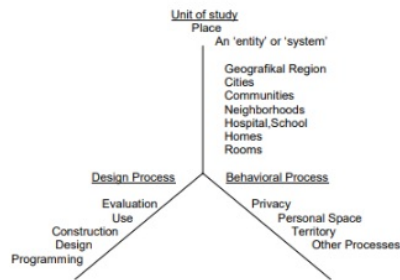 Unit of study
Place
An ‘entity’ or ‘system’
Geografikal Region
Cities
Communities
Neighborhoods
Hospital,School
Homes
Rooms
Design Process
Evaluation
Use
Construction
Design
Programming
Behavioral Process
Privacy
Personal Space
Territory
Other Processes